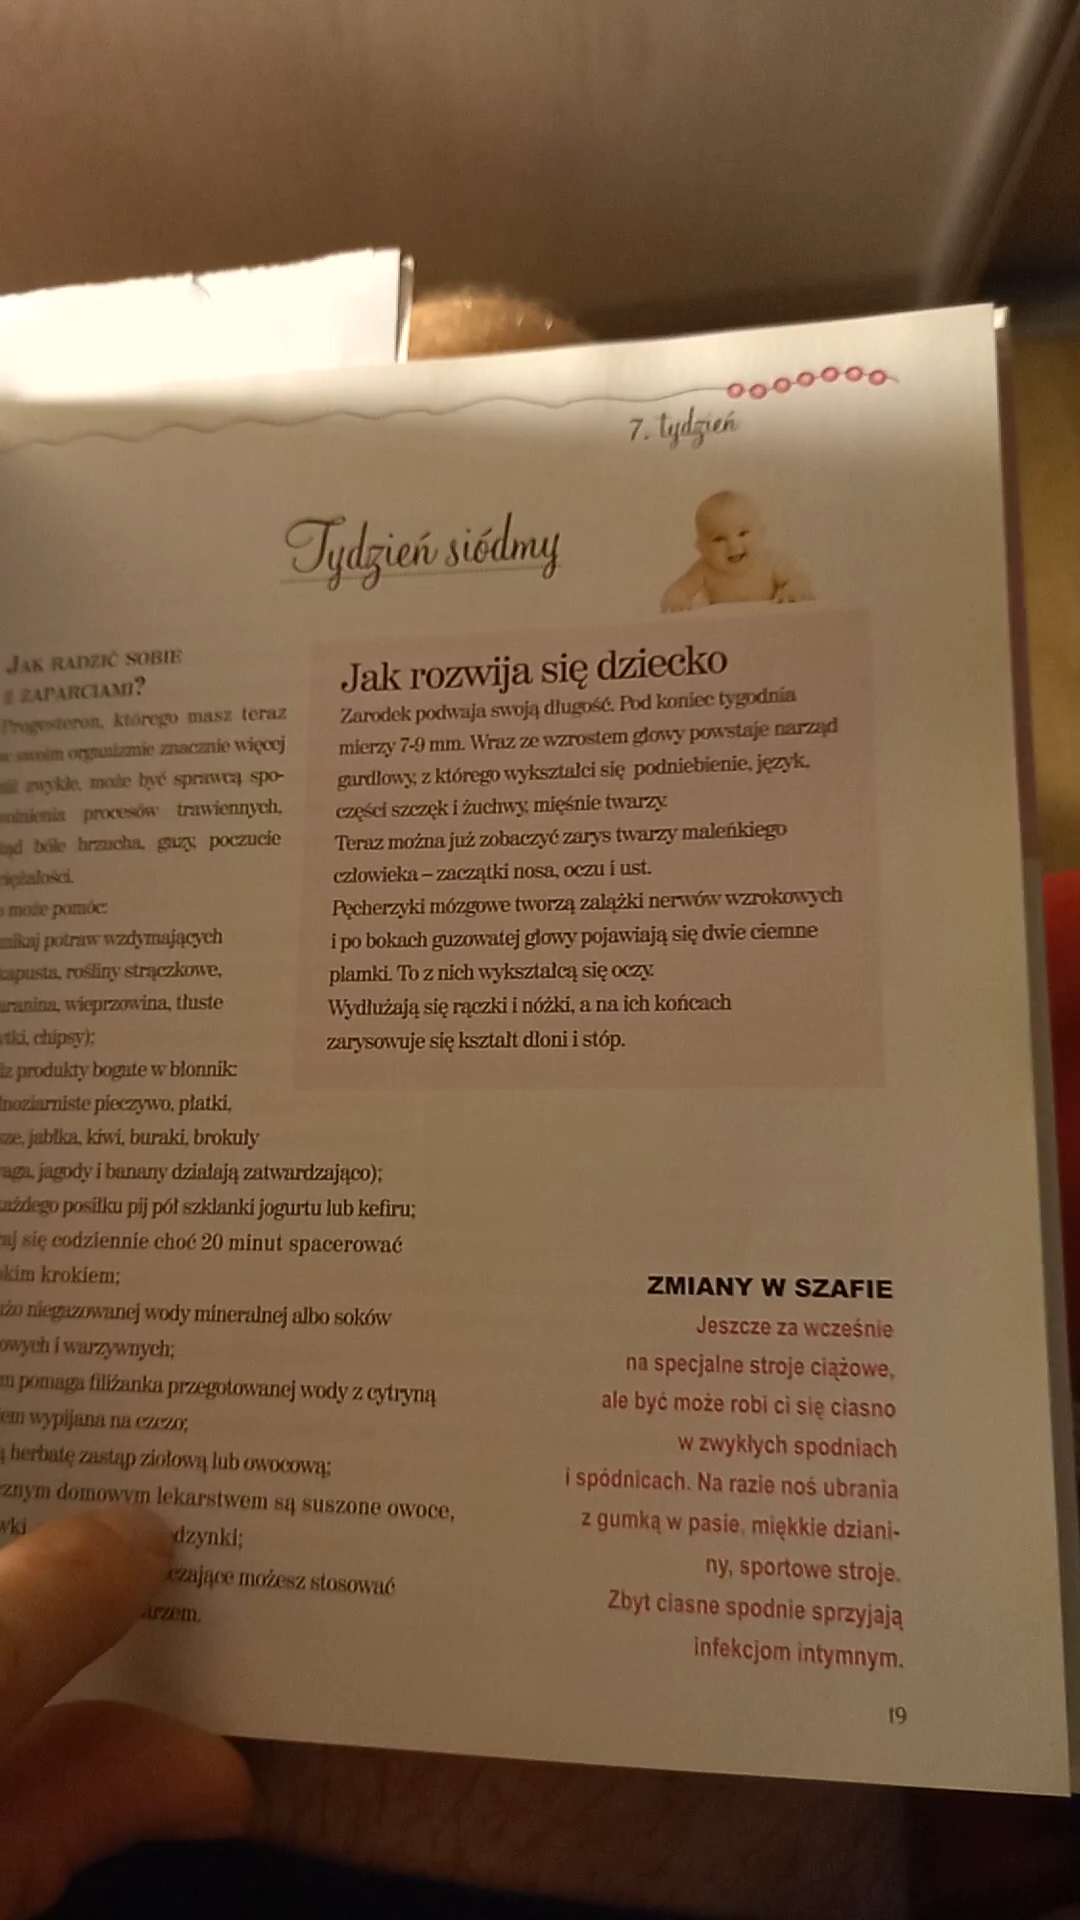 7. tydzień
Tydzień siódmy
JAK RADZIĆ SOBIE
Z ZAPARCIAMI?
Progesteron, którego masz teraz
w swoim organizmie znacznie więcej
niż zwykle, może być sprawcą spo-
wolnienia procesów trawiennych,
stąd bóle brzucha, gazy, poczucie
ciężałości.
może pomóc:
potraw wzdymających
kapusta, rośliny strączkowe,
baranina, wieprzowina, tłuste
chipsy);
produkty bogate w błonnik:
pieczywo, płatki,
jabłka, kiwi, buraki, brokuły
jagody i banany działają zatwardzająco);
każdego posiłku pij pół szklanki jogurtu lub kefiru;
się codziennie choć 20 minut spacerować
krokiem;
niegazowanej wody mineralnej albo soków
i warzywnych;
pomaga filiżanka przegotowanej wody z cytryną
wypijana na czczo;
herbatę zastąp ziołową lub owocową;
domowym lekarstwem są suszone owoce,
dzynki;
możesz stosować
Jak rozwija się dziecko
Zarodek podwaja swoją długość. Pod koniec tygodnia
mierzy 7-9 mm. Wraz ze wzrostem głowy powstaje narząd
gardłowy, z którego wykształci się podniebienie, język,
części szczęk i żuchwy, mięśnie twarzy.
Teraz można już zobaczyć zarys twarzy maleńkiego
człowieka – zaczątki nosa, oczu i ust.
Pęcherzyki mózgowe tworzą zalążki nerwów wzrokowych
i po bokach guzowatej głowy pojawiają się dwie ciemne
plamki. To z nich wykształcą się oczy.
Wydłużają się rączki i nóżki, a na ich końcach
zarysowuje się kształt dłoni i stóp.
ZMIANY W SZAFIE
Jeszcze za wcześnie
na specjalne stroje ciążowe,
ale być może robi ci się ciasno
w zwykłych spodniach
i spódnicach. Na razie noś ubrania
z gumką w pasie, miękkie dziani-
ny, sportowe stroje.
Zbyt ciasne spodnie sprzyjają
infekcjom intymnym.
19